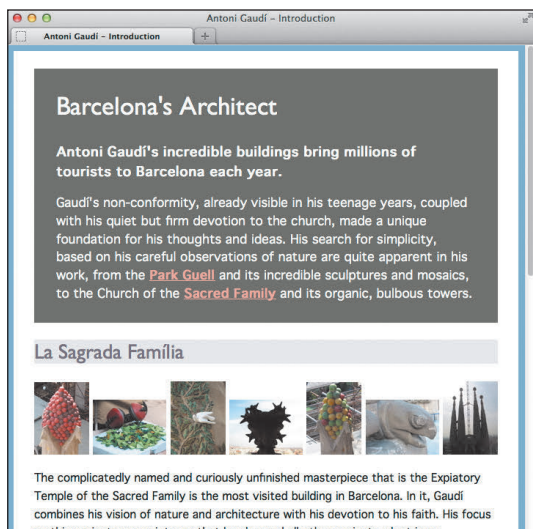 Antoni Gaudí – Introduction
Antoni Gaudí – Introduction
Barcelona's Architect
Antoni Gaudí's incredible buildings bring millions of
tourists to Barcelona each year.
Gaudí's non-conformity, already visible in his teenage years, coupled
with his quiet but firm devotion to the church, made a unique
foundation for his thoughts and ideas. His search for simplicity,
based on his careful observations of nature are quite apparent in his
work, from the Park Guell and its incredible sculptures and mosaics,
to the Church of the Sacred Family and its organic, bulbous towers.
La Sagrada Família
The complicatedly named and curiously unfinished masterpiece that is the Expiatory
Temple of the Sacred Family is the most visited building in Barcelona. In it, Gaudí
combines his vision of nature and architecture with his devotion to his faith. His focus